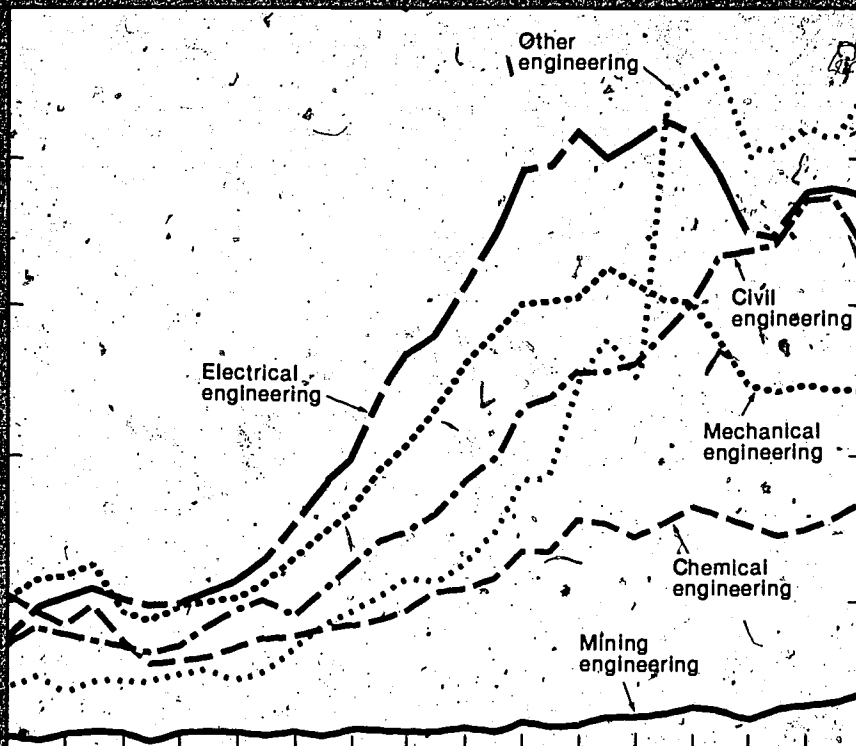 Other
engineering
Civil
engineering
Electrical
engineering
Mechanical
engineering
Chemical
engineering
Mining
engineering